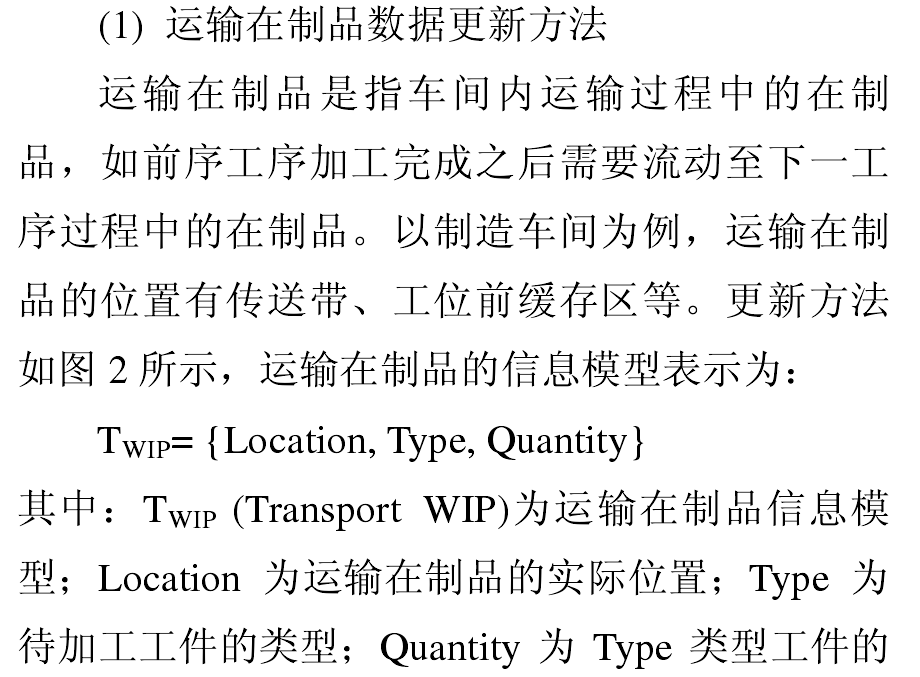 (1) 运输在制品数据更新方法
运输在制品是指车间内运输过程中的在制
品，如前序工序加工完成之后需要流动至下一工
序过程中的在制品。以制造车间为例，运输在制
品的位置有传送带、工位前缓存区等。更新方法
如图 2 所示，运输在制品的信息模型表示为：
TWIP= {Location, Type, Quantity}
其中：TWIP (Transport WIP)为运输在制品信息模
型；Location 为运输在制品的实际位置；Type 为
待加工工件的类型；Quantity 为 Type 类型工件的